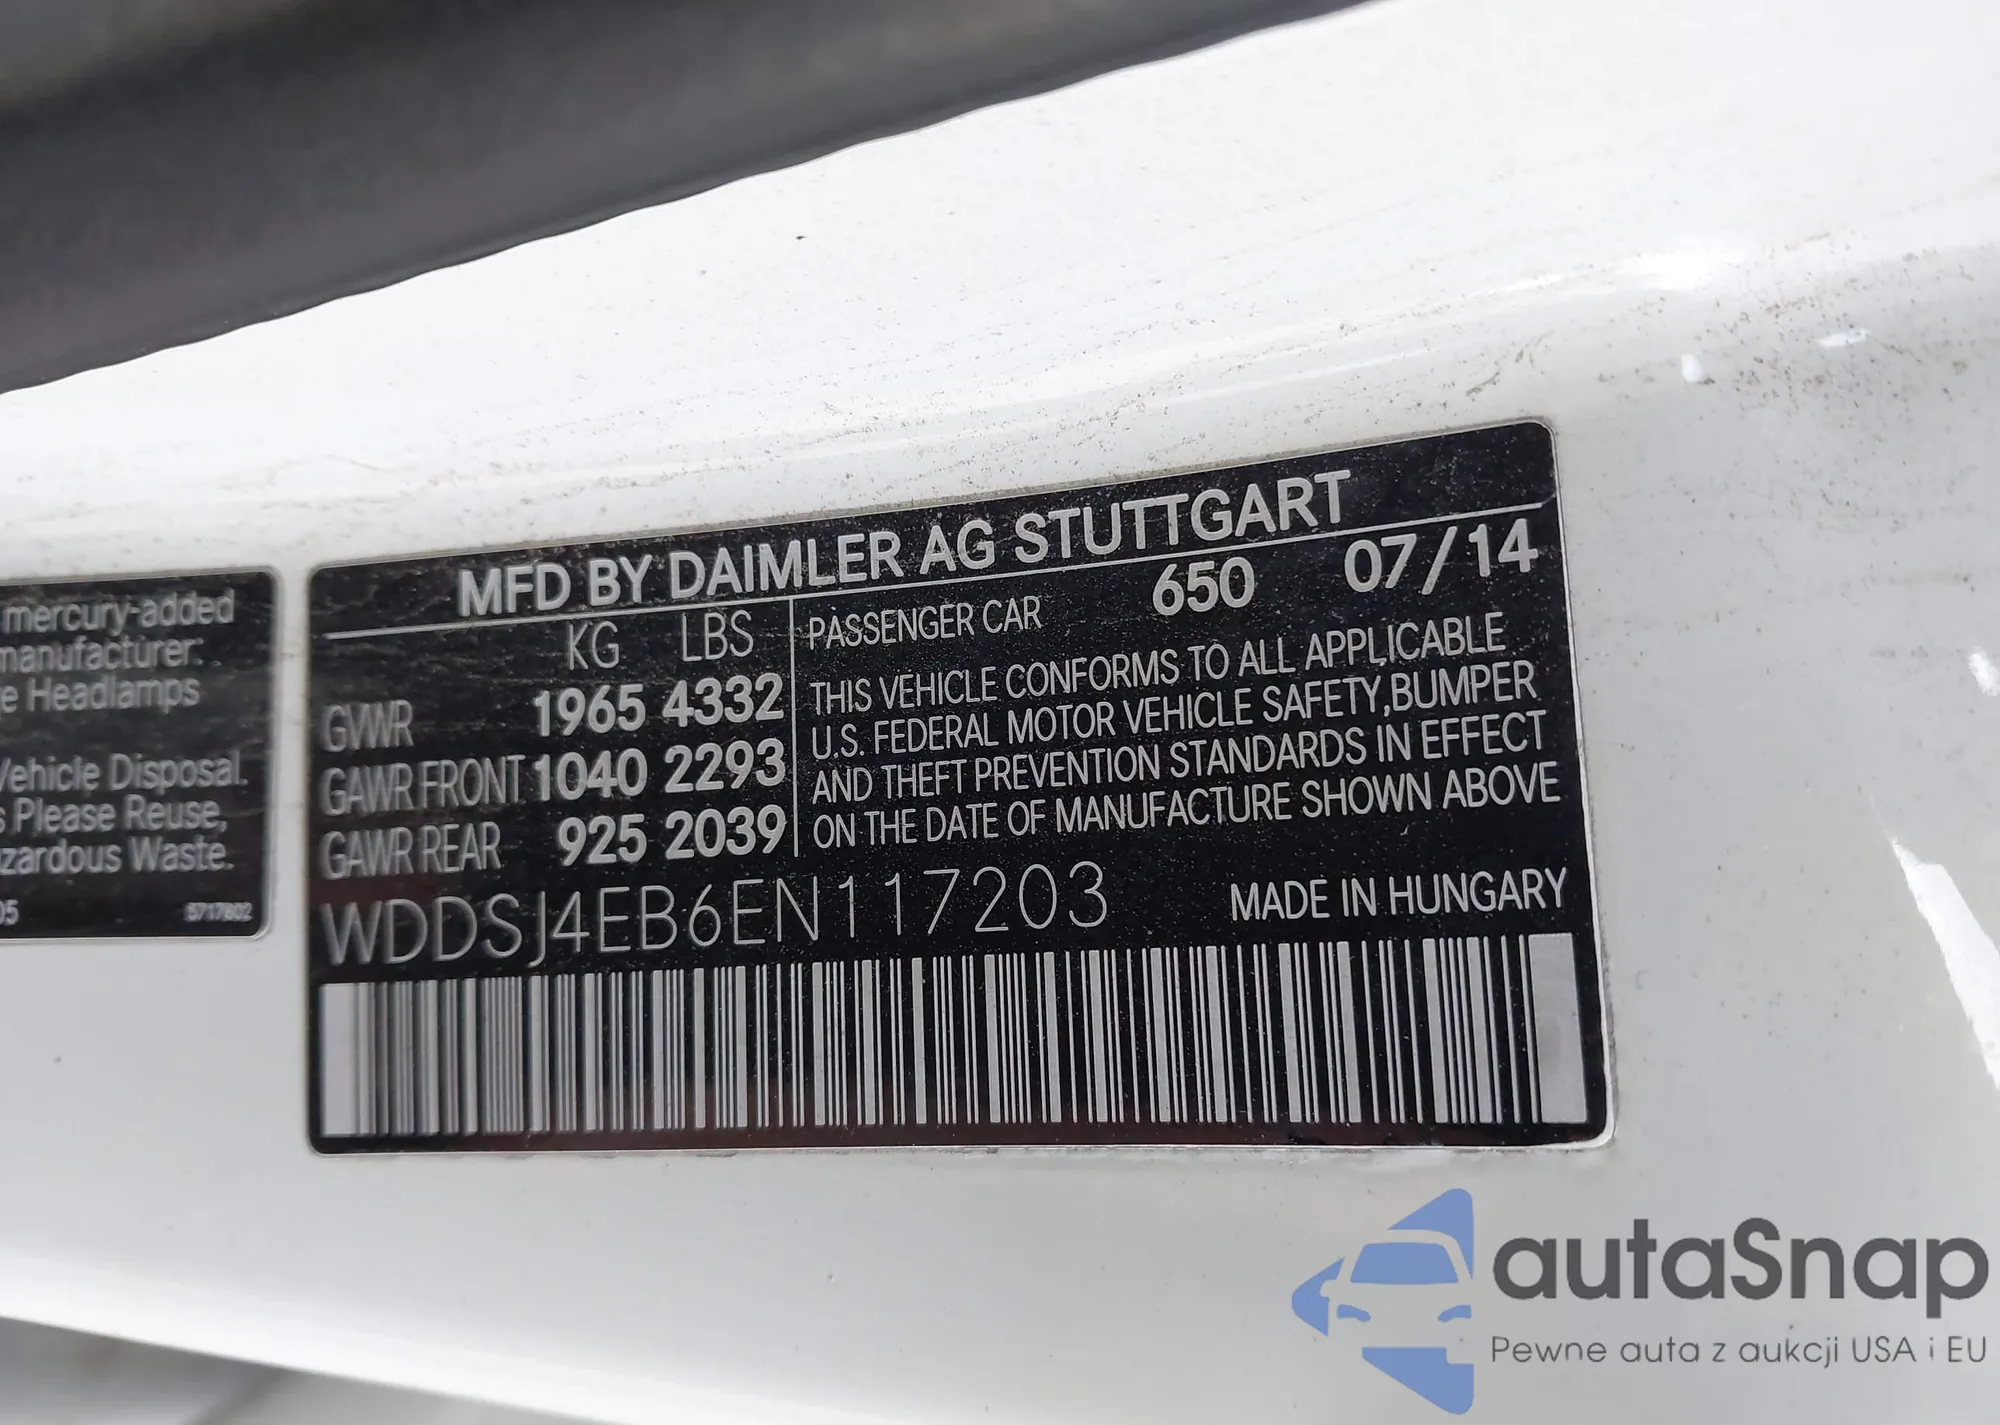 mercury-added
manufacturer:
e Headlamps
Vehicle Disposal.
s Please Reuse,
azardous Waste.
05 5717802
MFD BY DAIMLER AG STUTTGART
KG LBS
GVWR 1965 4332
GAWR FRONT 1040 2293
GAWR REAR 925 2039
PASSENGER CAR 650 07/14
THIS VEHICLE CONFORMS TO ALL APPLICABLE
U.S. FEDERAL MOTOR VEHICLE SAFETY,BUMPER
AND THEFT PREVENTION STANDARDS IN EFFECT
ON THE DATE OF MANUFACTURE SHOWN ABOVE
WDDSJ4EB6EN117203 MADE IN HUNGARY
autaSnap
Pewne auta z aukcji USA i EU